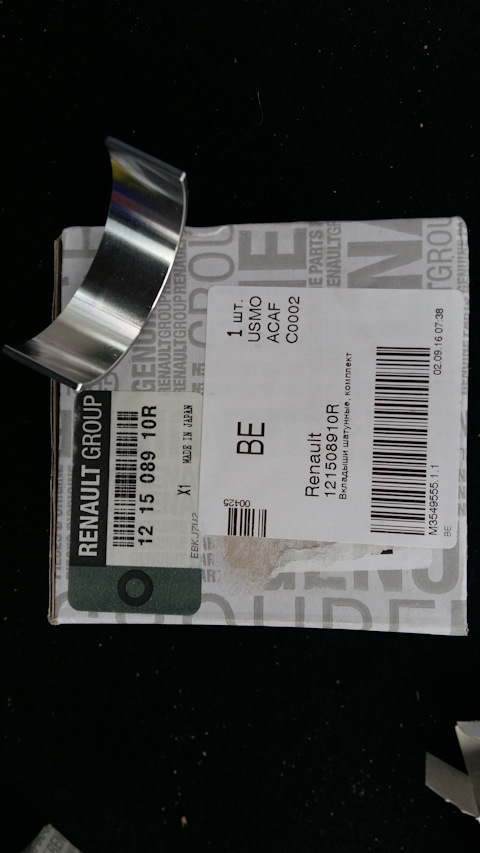 RENAULT GROUP
12 15 089 10R
X1 MADE IN JAPAN
1 шт.
USMO
ACAF
C0002
BE
00425
Renault
121508910R
Вкладыши шатунные, комплект
M3549555.1.1
02.09.16 07:38
BE